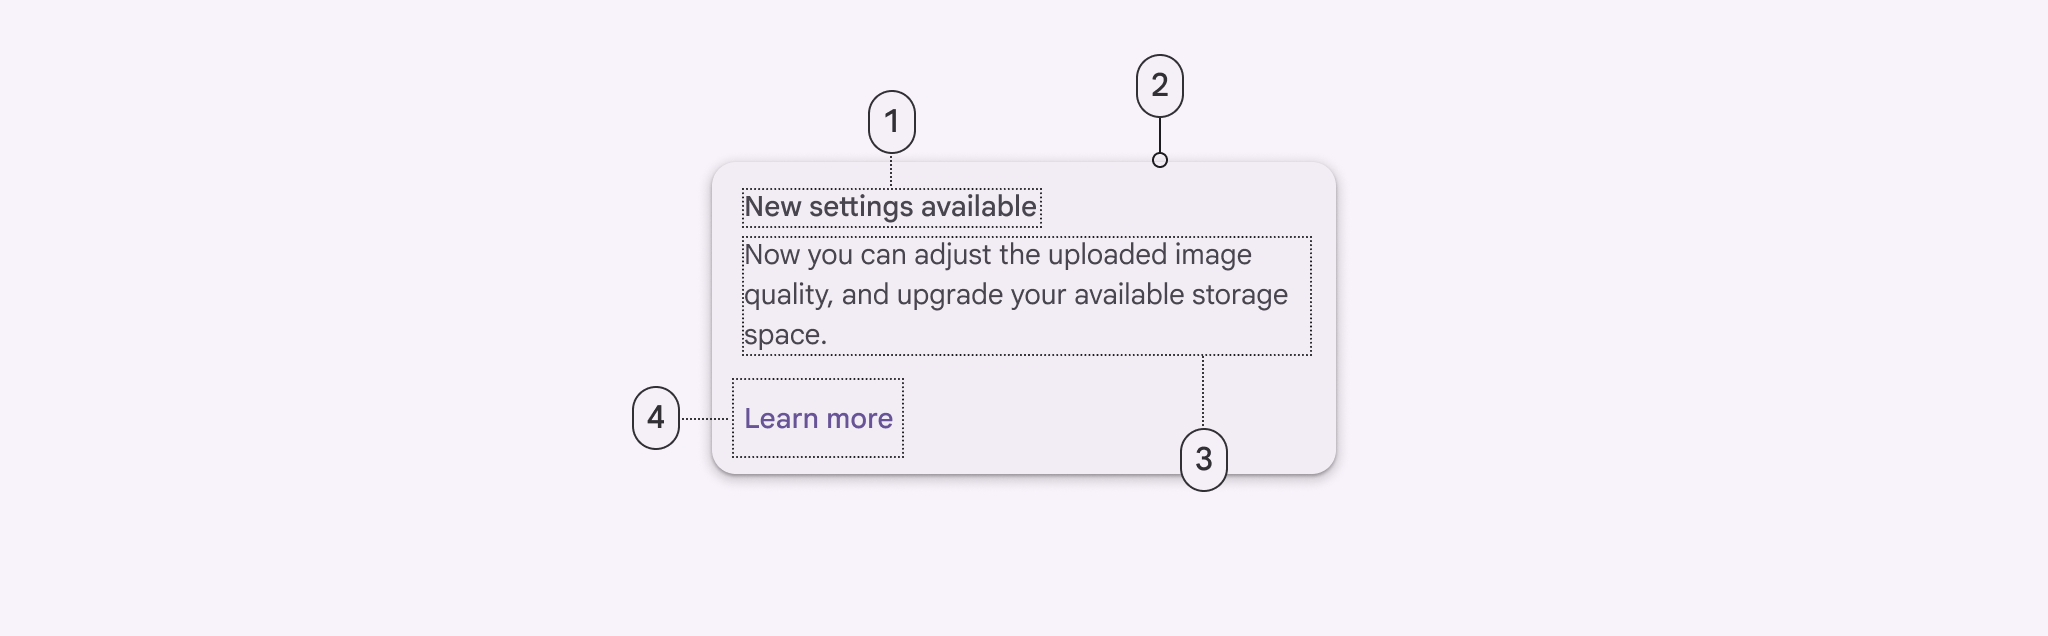 2
1
New settings available
Now you can adjust the uploaded image
quality, and upgrade your available storage
space.
4
Learn more
3